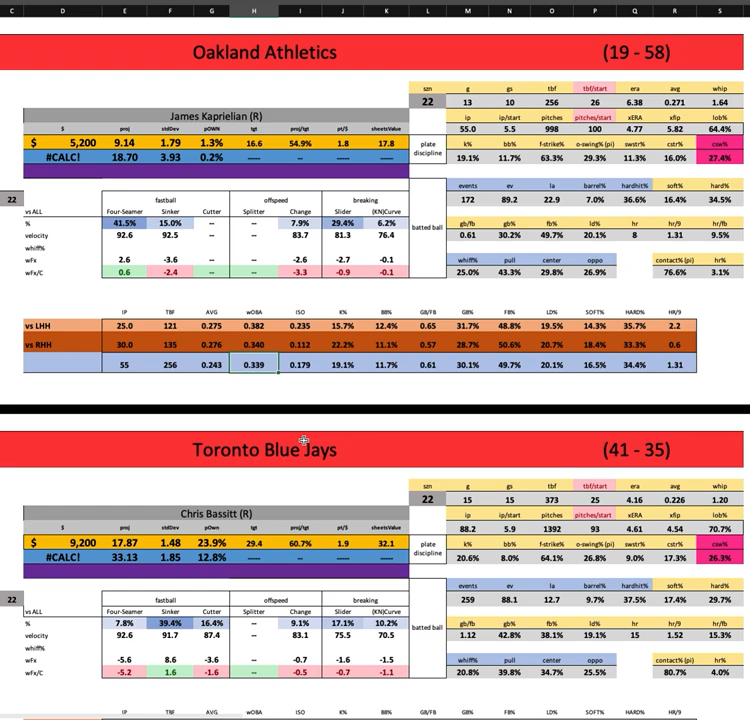 C D E F G H I J K L M N O P Q R S
Oakland Athletics (19 - 58)
szn g gs tbf tbf/start era avg whip
22 13 10 256 26 6.38 0.271 1.64
James Kaprielian (R) ip ip/start pitches pitches/start xERA xfip lob%
$ proj stdDev pOWN tgt proj/tgt pt/$ sheetsValue 55.0 5.5 998 100 4.77 5.82 64.4%
$ 5,200 9.14 1.79 1.3% 16.6 54.9% 1.8 17.8 plate discipline k% bb% f-strike% o-swing% (pi) swstr% cstr% csw%
#CALC! 18.70 3.93 0.2% ---- -- ---- ---- 19.1% 11.7% 63.3% 29.3% 11.3% 16.0% 27.4%
22 fastball offspeed breaking events ev la barrel% hardhit% soft% hard%
vs ALL Four-Seamer Sinker Cutter Splitter Change Slider (KN)Curve 172 89.2 22.9 7.0% 36.6% 16.4% 34.5%
% 41.5% 15.0% -- -- 7.9% 29.4% 6.2% batted ball gb/fb gb% fb% ld% hr hr/9 hr/fb
velocity 92.6 92.5 -- -- 83.7 81.3 76.4 0.61 30.2% 49.7% 20.1% 8 1.31 9.5%
whiff%
wFx 2.6 -3.6 -- -- -2.6 -2.7 -0.1 whiff% pull center oppo contact% (pi) hr%
wFx/C 0.6 -2.4 -- -- -3.3 -0.9 -0.1 25.0% 43.3% 29.8% 26.9% 76.6% 3.1%
IP TBF AVG wOBA ISO K% BB% GB/FB GB% FB% LD% SOFT% HARD% HR/9
vs LHH 25.0 121 0.275 0.382 0.235 15.7% 12.4% 0.65 31.7% 48.8% 19.5% 14.3% 35.7% 2.2
vs RHH 30.0 135 0.276 0.340 0.112 22.2% 11.1% 0.57 28.7% 50.6% 20.7% 18.4% 33.3% 0.6
55 256 0.243 0.339 0.179 19.1% 11.7% 0.61 30.1% 49.7% 20.1% 16.5% 34.4% 1.31
Toronto Blue Jays (41 - 35)
szn g gs tbf tbf/start era avg whip
22 15 15 373 25 4.16 0.226 1.20
Chris Bassitt (R) ip ip/start pitches pitches/start xERA xfip lob%
$ proj stdDev pOwn tgt proj/tgt pt/$ sheetsValue 88.2 5.9 1392 93 4.61 4.54 70.7%
$ 9,200 17.87 1.48 23.9% 29.4 60.7% 1.9 32.1 plate discipline k% bb% f-strike% o-swing% (pi) swstr% cstr% csw%
#CALC! 33.13 1.85 12.8% ---- -- ---- ---- 20.6% 8.0% 64.1% 26.8% 9.0% 17.3% 26.3%
22 fastball offspeed breaking events ev la barrel% hardhit% soft% hard%
vs ALL Four-Seamer Sinker Cutter Splitter Change Slider (KN)Curve 259 88.1 12.7 9.7% 37.5% 17.4% 29.7%
% 7.8% 39.4% 16.4% -- 9.1% 17.1% 10.2% batted ball gb/fb gb% fb% ld% hr hr/9 hr/fb
velocity 92.6 91.7 87.4 -- 83.1 75.5 70.5 1.12 42.8% 38.1% 19.1% 15 1.52 15.3%
whiff%
wFx -5.6 8.6 -3.6 -- -0.7 -1.6 -1.5 whiff% pull center oppo contact% (pi) hr%
wFx/C -5.2 1.6 -1.6 -- -0.5 -0.7 -1.1 20.8% 39.8% 34.7% 25.5% 80.7% 4.0%
IP TBF AVG wOBA ISO K% BB% GB/FB GB% FB% LD% SOFT% HARD% HR/9